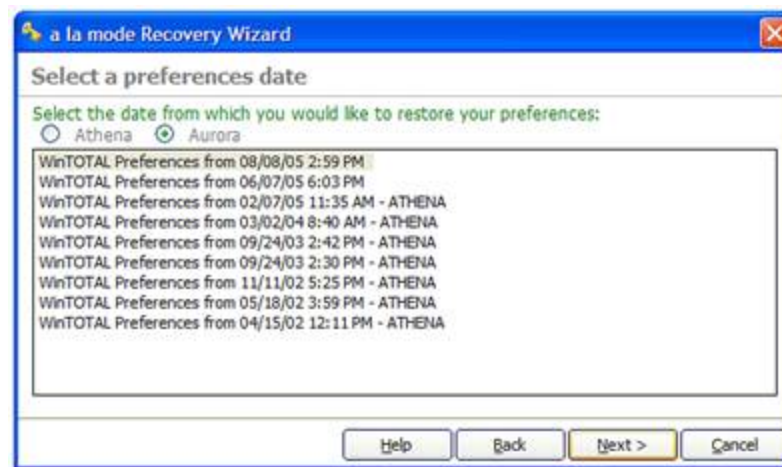 a la mode Recovery Wizard
Select a preferences date
Select the date from which you would like to restore your preferences:
Athena Aurora
WinTOTAL Preferences from 08/08/05 2:59 PM
WinTOTAL Preferences from 06/07/05 6:03 PM
WinTOTAL Preferences from 02/07/05 11:35 AM - ATHENA
WinTOTAL Preferences from 03/02/04 8:40 AM - ATHENA
WinTOTAL Preferences from 09/24/03 2:42 PM - ATHENA
WinTOTAL Preferences from 09/24/03 2:30 PM - ATHENA
WinTOTAL Preferences from 11/11/02 5:25 PM - ATHENA
WinTOTAL Preferences from 05/18/02 3:59 PM - ATHENA
WinTOTAL Preferences from 04/15/02 12:11 PM - ATHENA
Help Back Next > Cancel